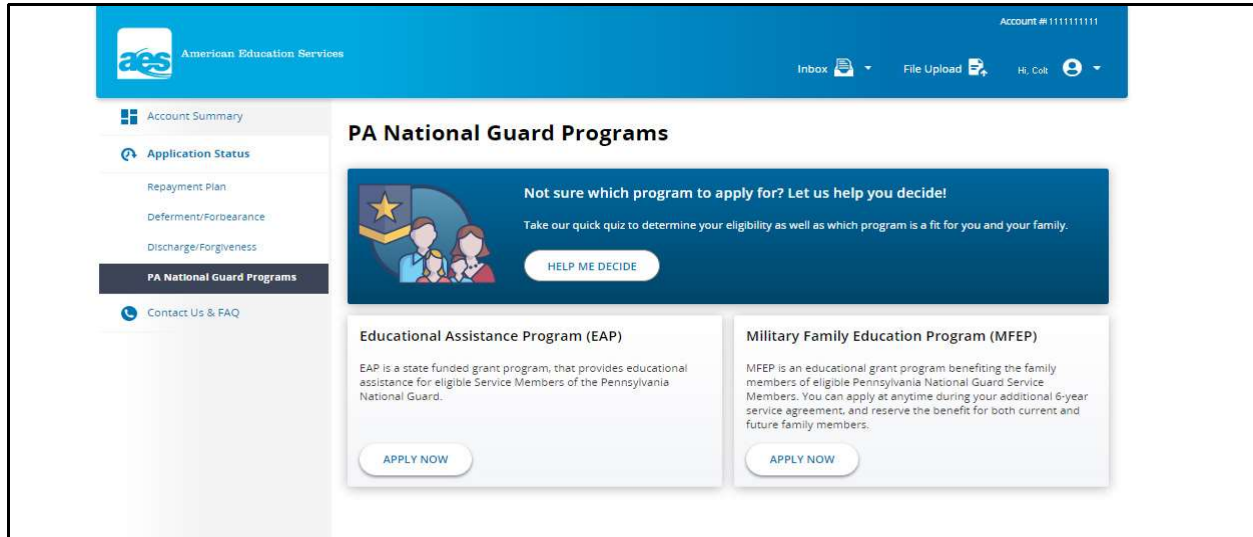 Account #: 1111111111
aes
American Education Services
Inbox
File Upload
Hi, Colt
Account Summary
Application Status
Repayment Plan
Deferment/Forbearance
Discharge/Forgiveness
PA National Guard Programs
Contact Us & FAQ
PA National Guard Programs
Not sure which program to apply for? Let us help you decide!
Take our quick quiz to determine your eligibility as well as which program is a fit for you and your family.
HELP ME DECIDE
Educational Assistance Program (EAP)
EAP is a state funded grant program, that provides educational
assistance for eligible Service Members of the Pennsylvania
National Guard.
APPLY NOW
Military Family Education Program (MFEP)
MFEP is an educational grant program benefiting the family
members of eligible Pennsylvania National Guard Service
Members. You can apply at anytime during your additional 6-year
service agreement, and reserve the benefit for both current and
future family members.
APPLY NOW